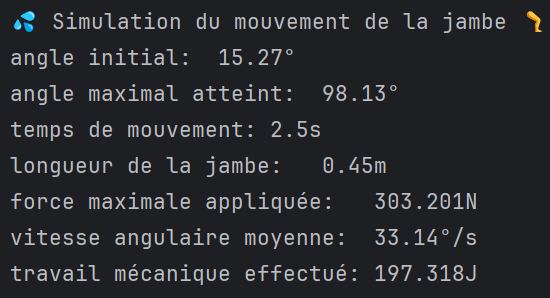 💦 Simulation du mouvement de la jambe 🦵
angle initial:  15.27°
angle maximal atteint:  98.13°
temps de mouvement: 2.5s
longueur de la jambe:   0.45m
force maximale appliquée:   303.201N
vitesse angulaire moyenne:  33.14°/s
travail mécanique effectué: 197.318J